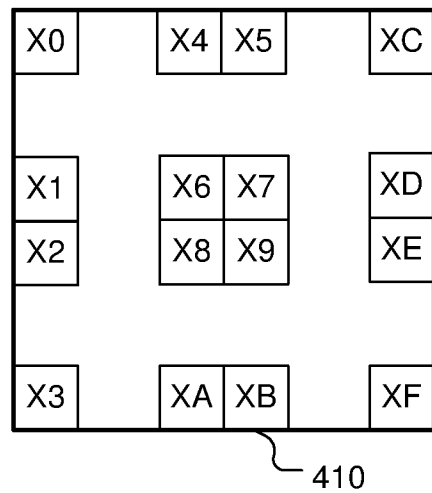 X0 X4 X5 XC
X1 X6 X7 XD
X2 X8 X9 XE
X3 XA XB XF
410